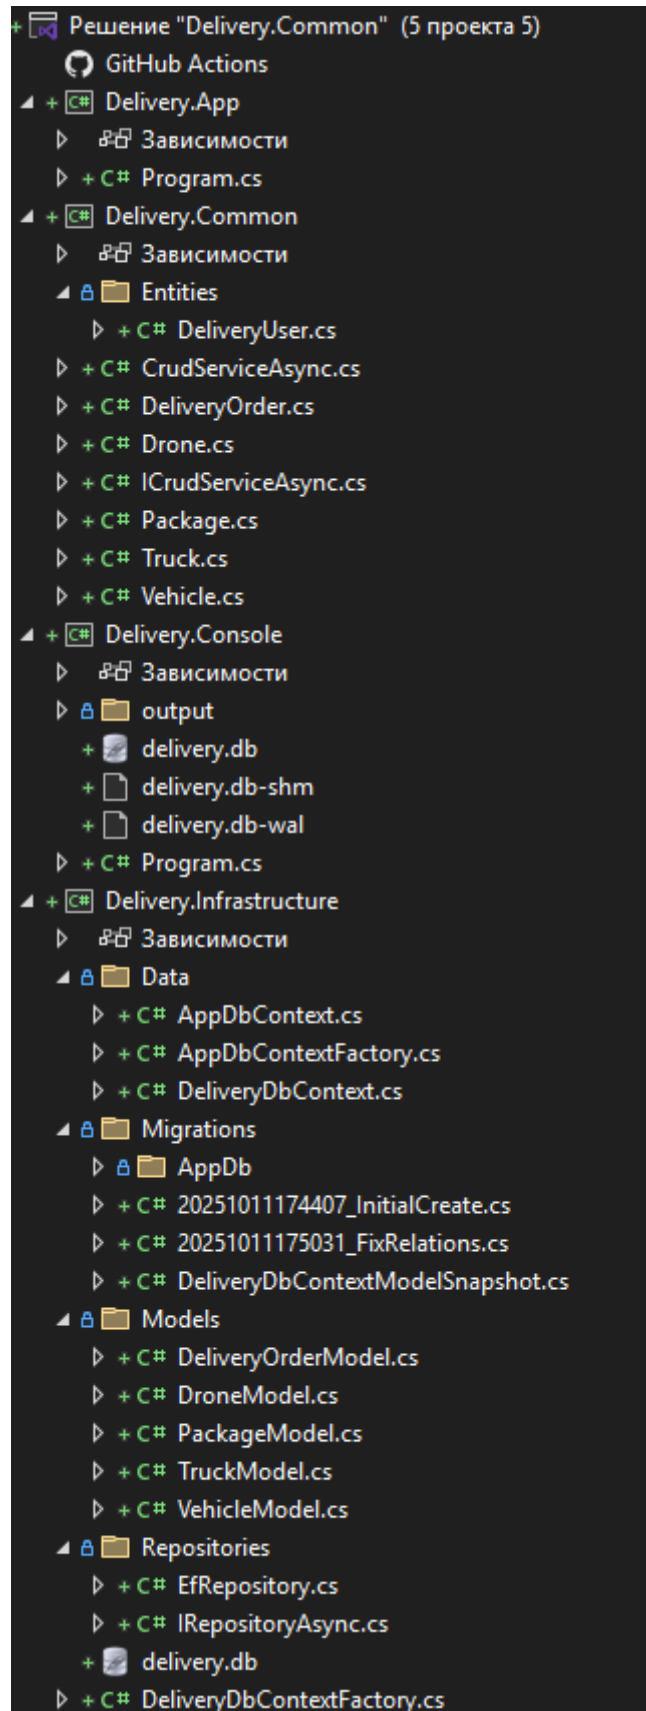 Решение "Delivery.Common" (5 проекта 5)
GitHub Actions
C# Delivery.App
Зависимости
C# Program.cs
C# Delivery.Common
Зависимости
Entities
C# DeliveryUser.cs
C# CrudServiceAsync.cs
C# DeliveryOrder.cs
C# Drone.cs
C# ICrudServiceAsync.cs
C# Package.cs
C# Truck.cs
C# Vehicle.cs
C# Delivery.Console
Зависимости
output
delivery.db
delivery.db-shm
delivery.db-wal
C# Program.cs
C# Delivery.Infrastructure
Зависимости
Data
C# AppDbContext.cs
C# AppDbContextFactory.cs
C# DeliveryDbContext.cs
Migrations
AppDb
C# 20251011174407_InitialCreate.cs
C# 20251011175031_FixRelations.cs
C# DeliveryDbContextModelSnapshot.cs
Models
C# DeliveryOrderModel.cs
C# DroneModel.cs
C# PackageModel.cs
C# TruckModel.cs
C# VehicleModel.cs
Repositories
C# EfRepository.cs
C# IRepositoryAsync.cs
delivery.db
C# DeliveryDbContextFactory.cs